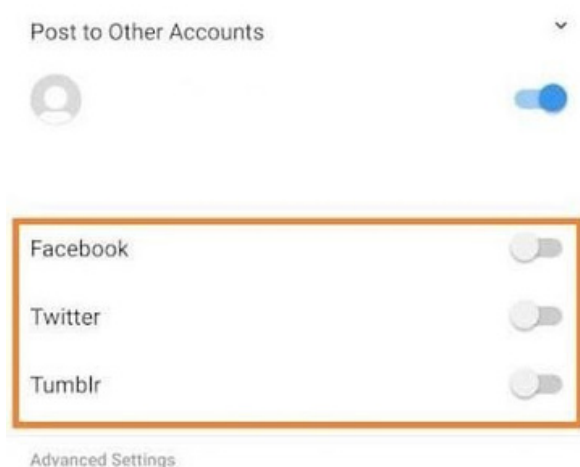 Post to Other Accounts
Facebook
Twitter
Tumblr
Advanced Settings